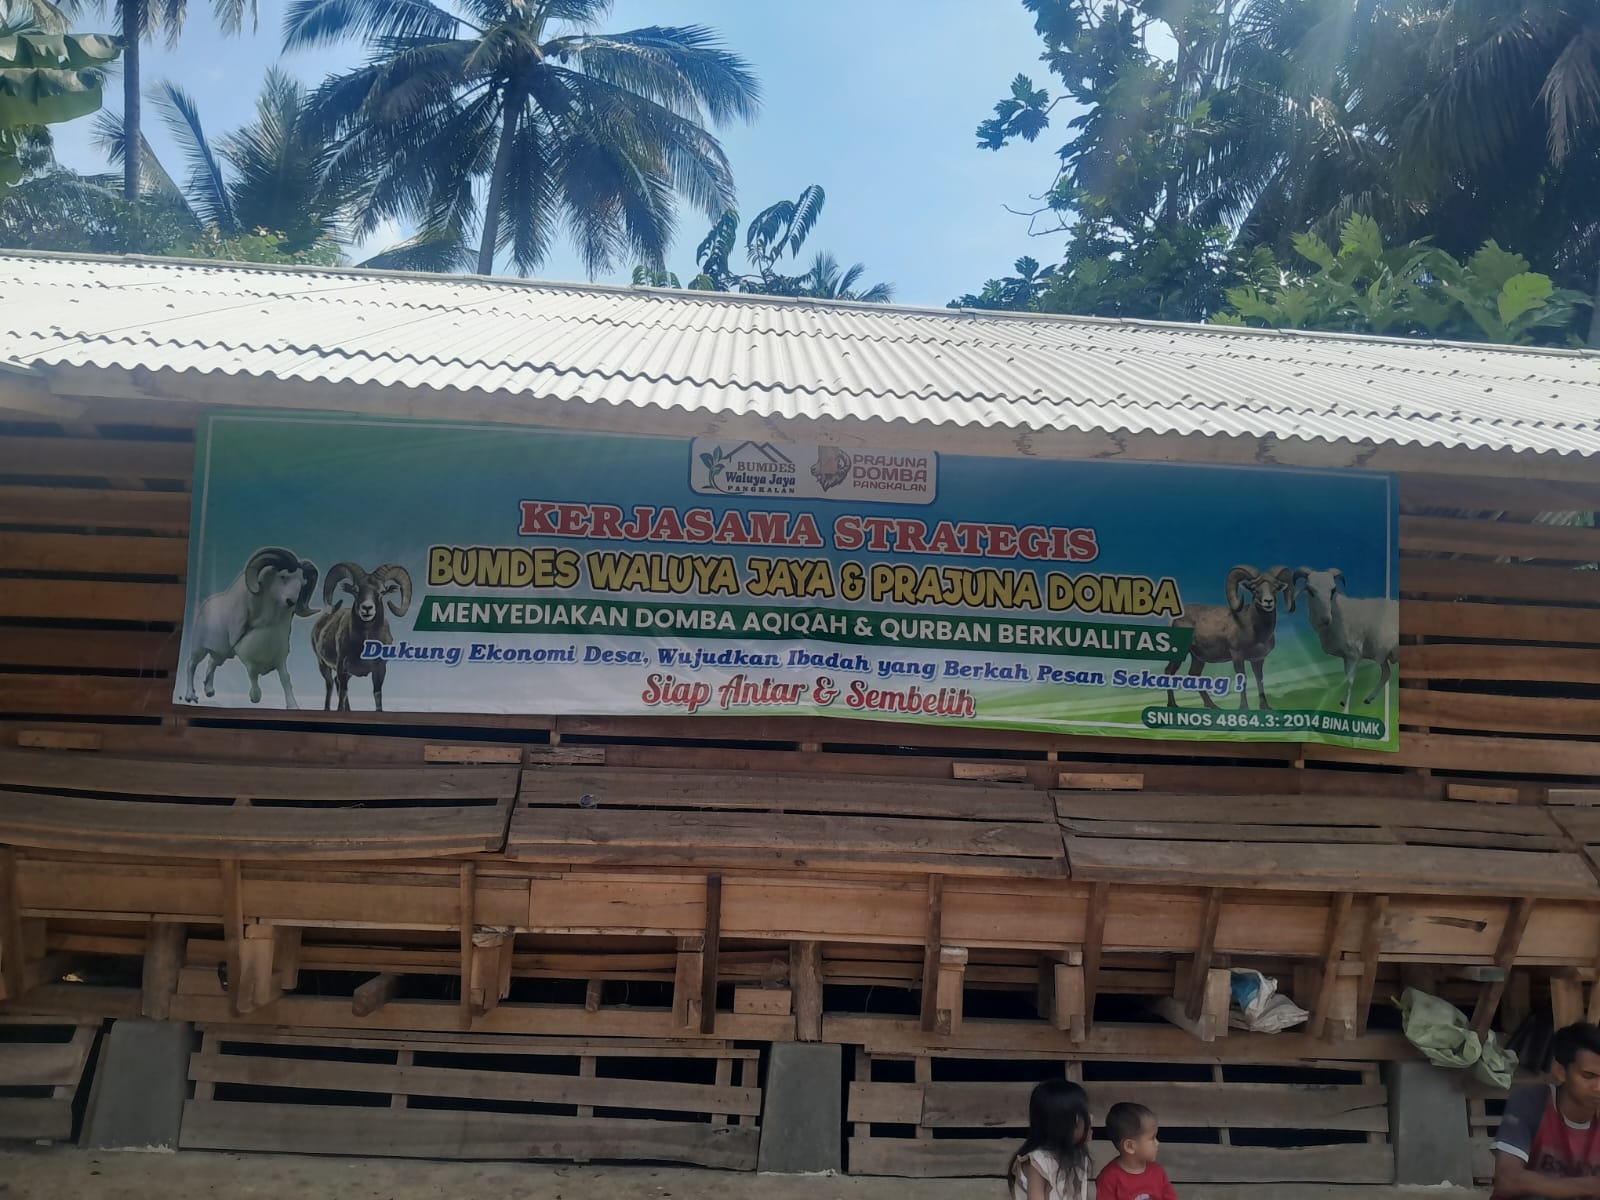 BUMDES
Waluya Jaya
PANGKALAN
PRAJUNA
DOMBA
PANGKALAN
KERJASAMA STRATEGIS
BUMDES WALUYA JAYA & PRAJUNA DOMBA
MENYEDIAKAN DOMBA AQIQAH & QURBAN BERKUALITAS.
Dukung Ekonomi Desa, Wujudkan Ibadah yang Berkah Pesan Sekarang !
Siap Antar & Sembelih
SNI NOS 4864.3: 2014 BINA UMK